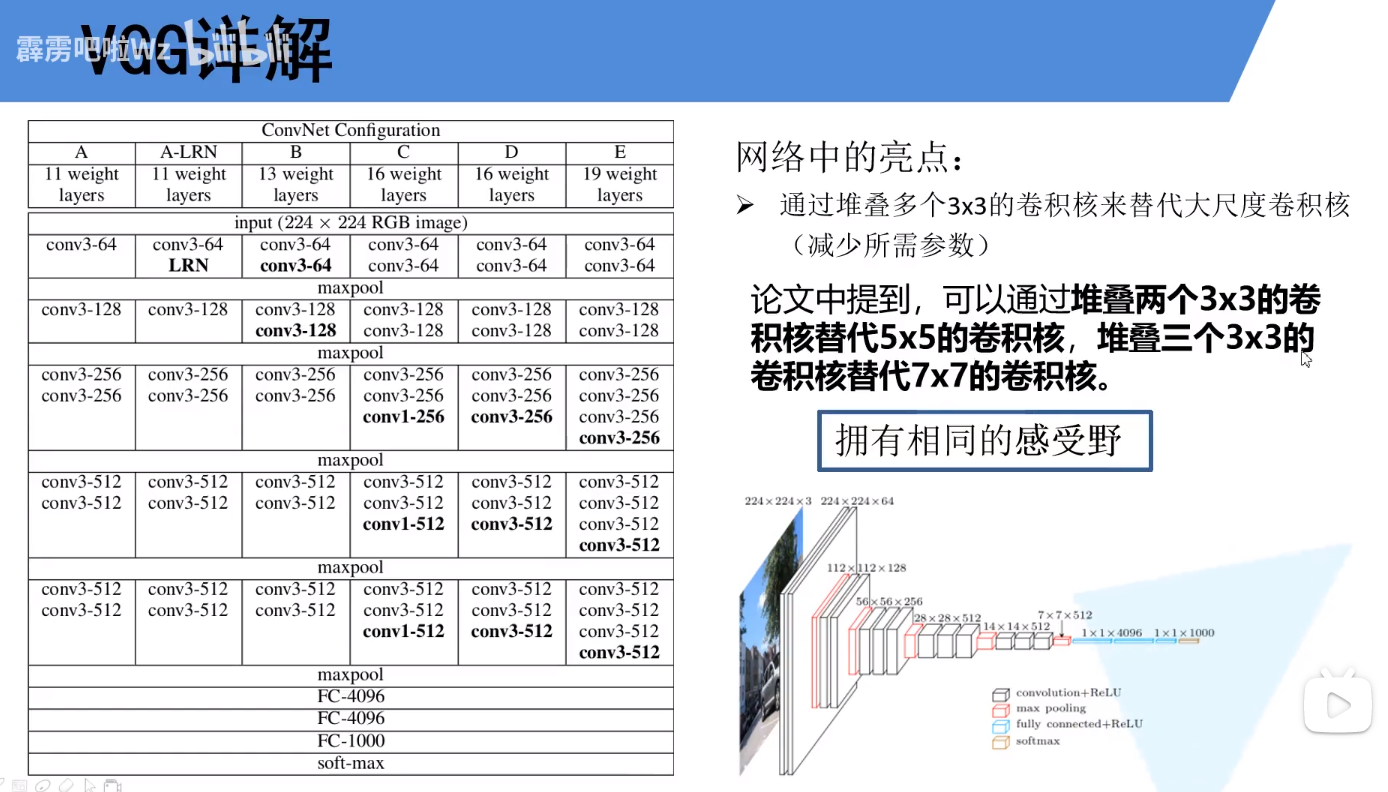 VGG详解
霹雳吧啦Wz bilibili
ConvNet Configuration
A A-LRN B C D E
11 weight layers 11 weight layers 13 weight layers 16 weight layers 16 weight layers 19 weight layers
input (224 × 224 RGB image)
conv3-64 conv3-64 conv3-64 conv3-64 conv3-64 conv3-64
LRN conv3-64 conv3-64 conv3-64 conv3-64
maxpool
conv3-128 conv3-128 conv3-128 conv3-128 conv3-128 conv3-128
conv3-128 conv3-128 conv3-128 conv3-128
maxpool
conv3-256 conv3-256 conv3-256 conv3-256 conv3-256 conv3-256
conv3-256 conv3-256 conv3-256 conv3-256 conv3-256 conv3-256
conv1-256 conv3-256 conv3-256
conv3-256
maxpool
conv3-512 conv3-512 conv3-512 conv3-512 conv3-512 conv3-512
conv3-512 conv3-512 conv3-512 conv3-512 conv3-512 conv3-512
conv1-512 conv3-512 conv3-512
conv3-512
maxpool
conv3-512 conv3-512 conv3-512 conv3-512 conv3-512 conv3-512
conv3-512 conv3-512 conv3-512 conv3-512 conv3-512 conv3-512
conv1-512 conv3-512 conv3-512
conv3-512
maxpool
FC-4096
FC-4096
FC-1000
soft-max
网络中的亮点：
➢ 通过堆叠多个3x3的卷积核来替代大尺度卷积核
（减少所需参数）
论文中提到，可以通过堆叠两个3x3的卷
积核替代5x5的卷积核，堆叠三个3x3的
卷积核替代7x7的卷积核。
拥有相同的感受野
224×224×3 224×224×64
112×112×128
56×56×256
28×28×512
14×14×512
7×7×512
1×1×4096 1×1×1000
convolution+ReLU
max pooling
fully connected+ReLU
softmax